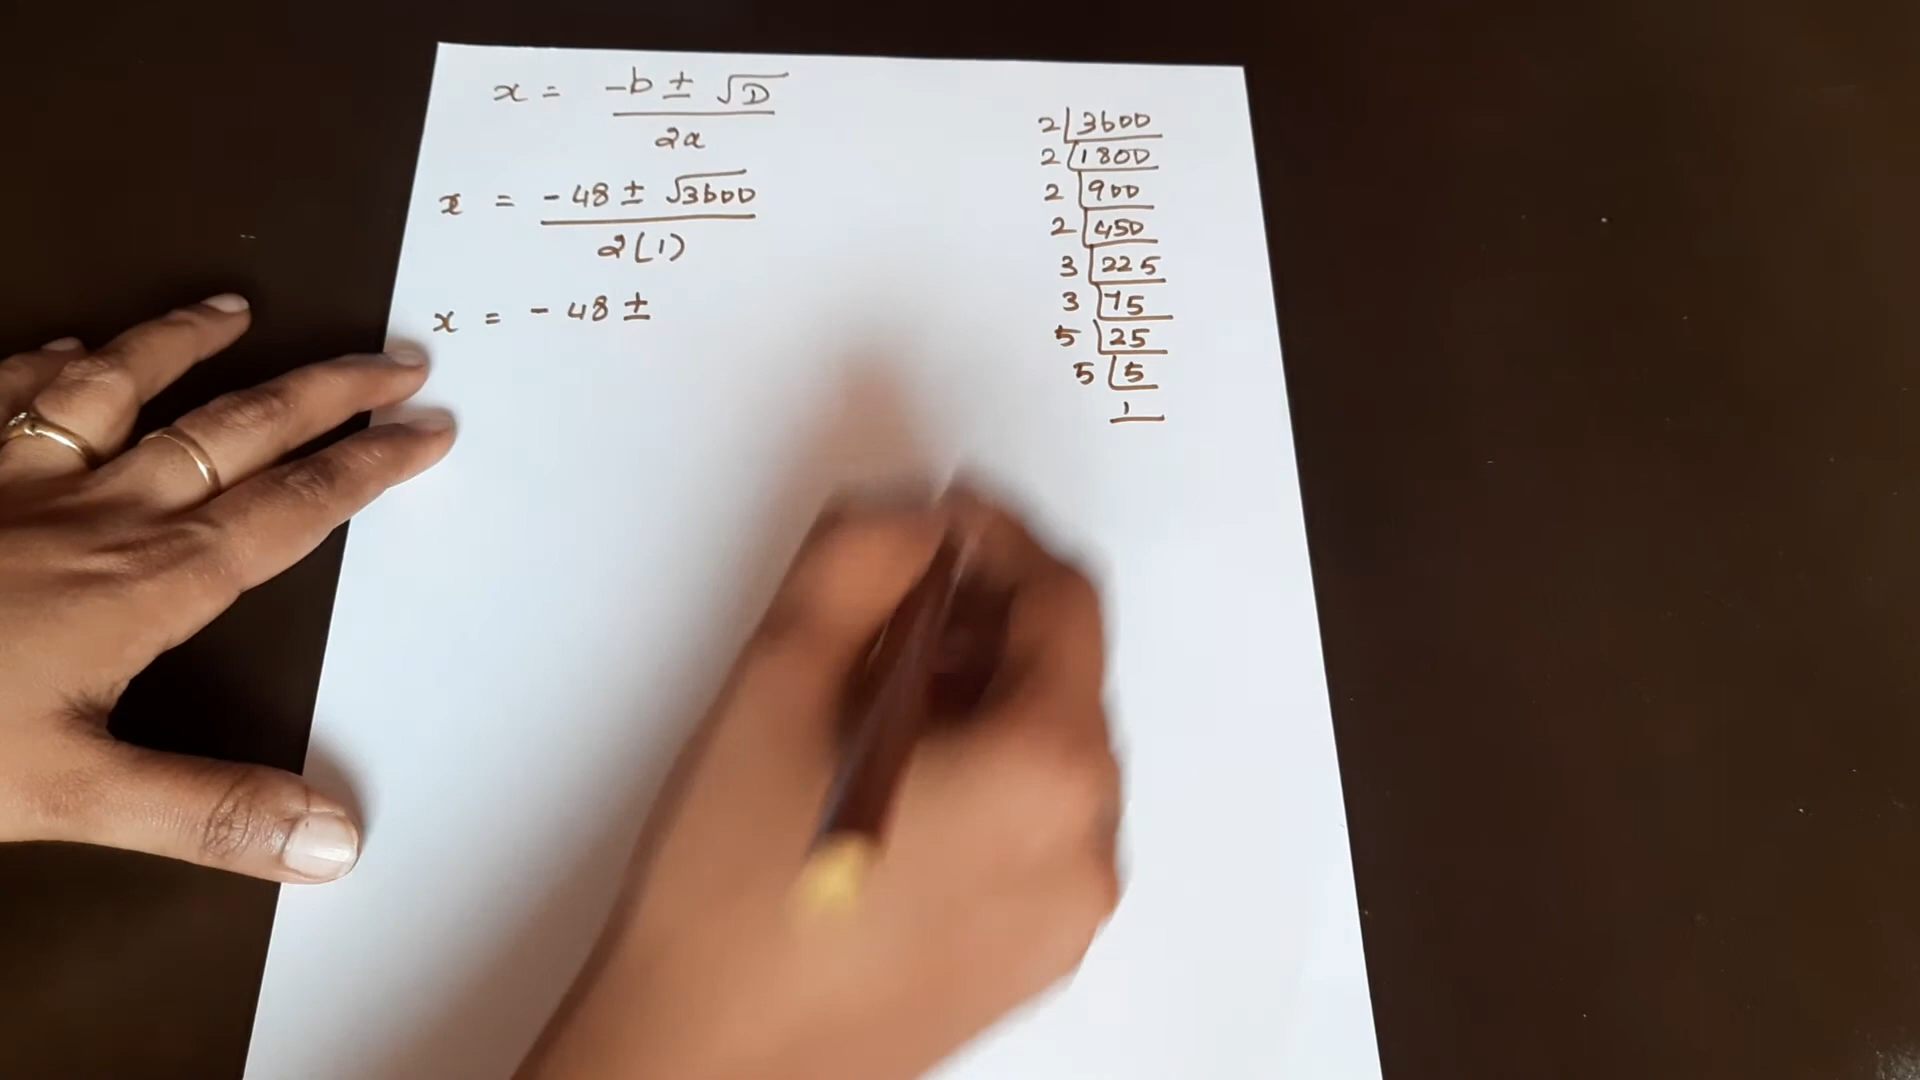 x = -b ± √D
2a
x = -48 ± √3600
2(1)
x = -48 ±
2 3600
2 1800
2 900
2 450
3 225
3 75
5 25
5 5
1